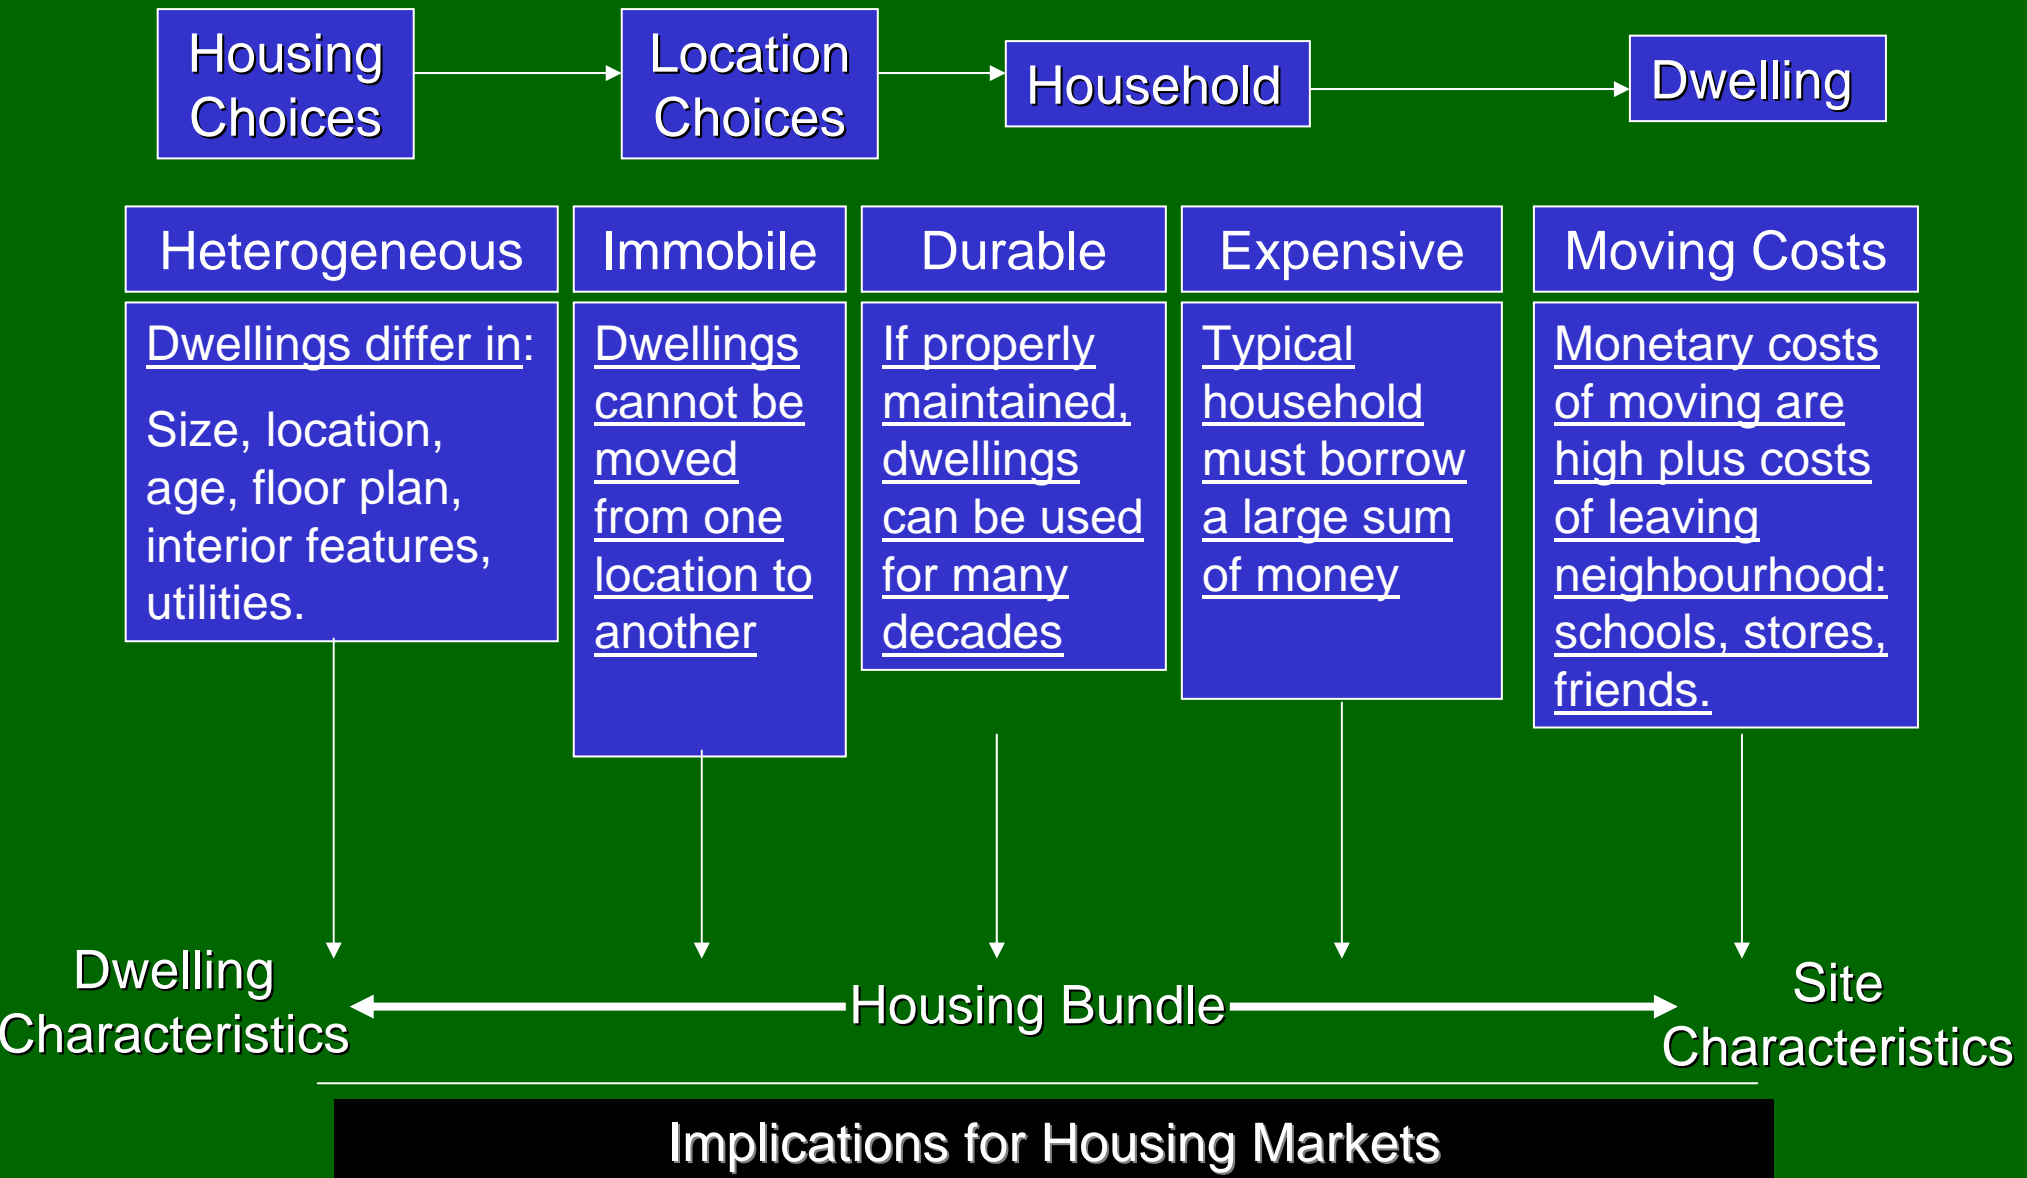 Housing
Choices
Location
Choices
Household
Dwelling
Heterogeneous
Immobile
Durable
Expensive
Moving Costs
Dwellings differ in:
Size, location,
age, floor plan,
interior features,
utilities.
Dwellings
cannot be
moved
from one
location to
another
If properly
maintained,
dwellings
can be used
for many
decades
Typical
household
must borrow
a large sum
of money
Monetary costs
of moving are
high plus costs
of leaving
neighbourhood:
schools, stores,
friends.
Dwelling
Characteristics
Housing Bundle
Site
Characteristics
Implications for Housing Markets